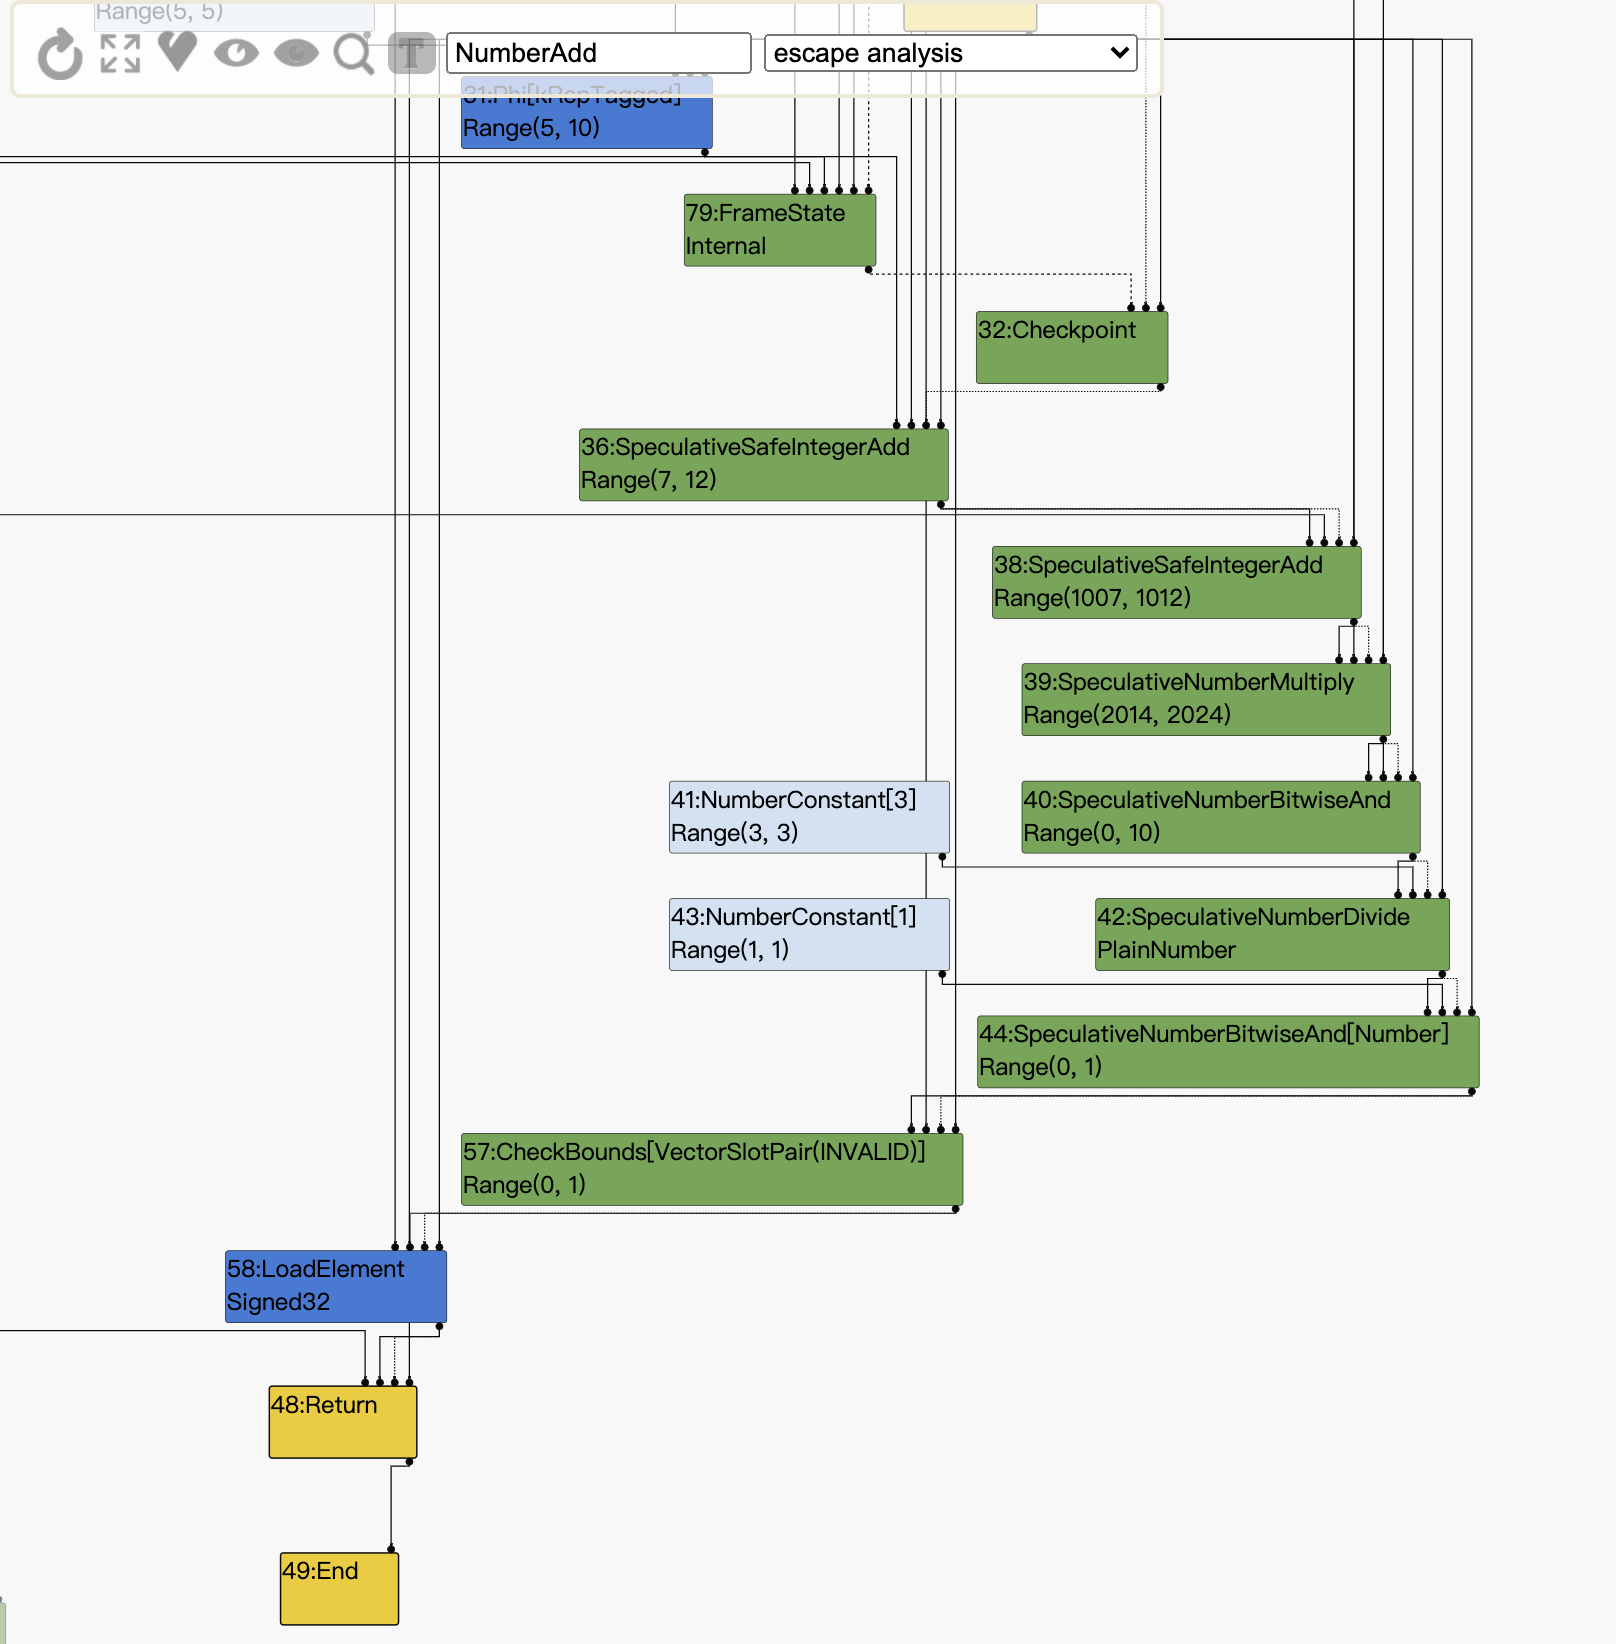 Range(5, 5)
T
NumberAdd
escape analysis
31:Phi[kRepTagged]
Range(5, 10)
79:FrameState
Internal
32:Checkpoint
36:SpeculativeSafeIntegerAdd
Range(7, 12)
38:SpeculativeSafeIntegerAdd
Range(1007, 1012)
39:SpeculativeNumberMultiply
Range(2014, 2024)
41:NumberConstant[3]
Range(3, 3)
40:SpeculativeNumberBitwiseAnd
Range(0, 10)
43:NumberConstant[1]
Range(1, 1)
42:SpeculativeNumberDivide
PlainNumber
44:SpeculativeNumberBitwiseAnd[Number]
Range(0, 1)
57:CheckBounds[VectorSlotPair(INVALID)]
Range(0, 1)
58:LoadElement
Signed32
48:Return
49:End